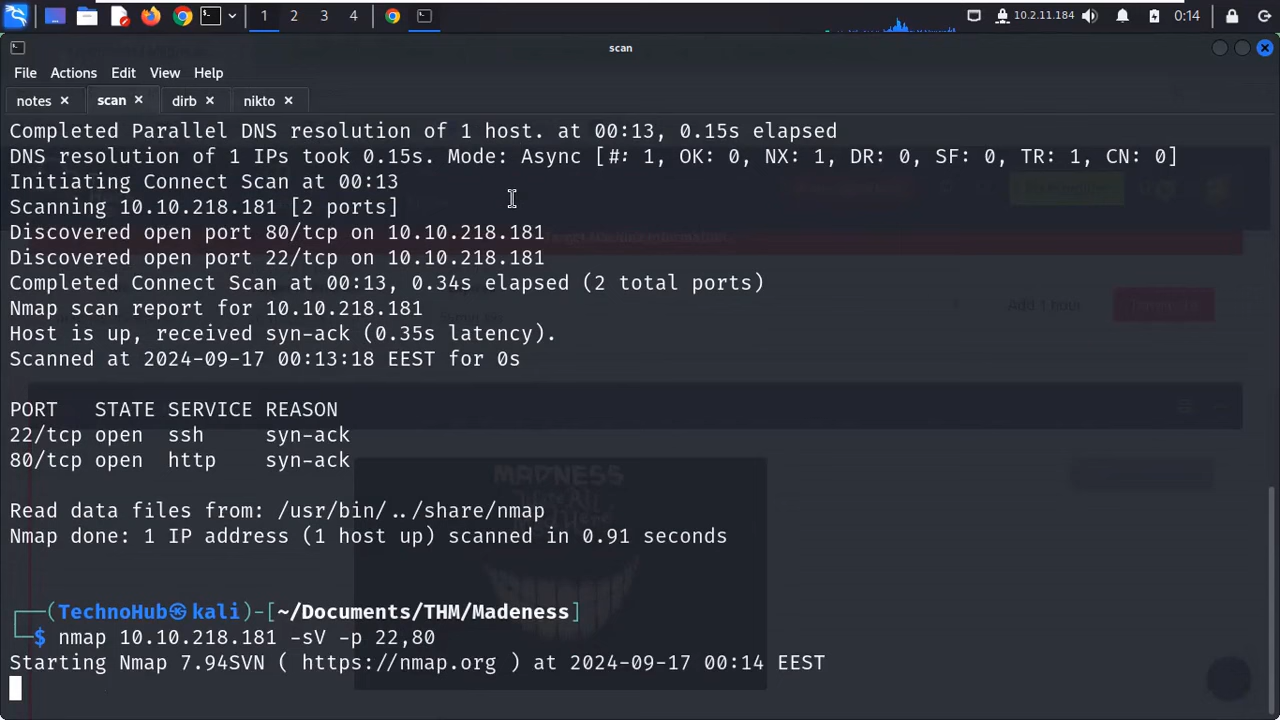 1 2 3 4 10.2.11.184 0:14
scan
File Actions Edit View Help
notes scan dirb nikto
Completed Parallel DNS resolution of 1 host. at 00:13, 0.15s elapsed
DNS resolution of 1 IPs took 0.15s. Mode: Async [#: 1, OK: 0, NX: 1, DR: 0, SF: 0, TR: 1, CN: 0]
Initiating Connect Scan at 00:13
Scanning 10.10.218.181 [2 ports]
Discovered open port 80/tcp on 10.10.218.181
Discovered open port 22/tcp on 10.10.218.181
Completed Connect Scan at 00:13, 0.34s elapsed (2 total ports)
Nmap scan report for 10.10.218.181
Add 1 hour
Host is up, received syn-ack (0.35s latency).
Scanned at 2024-09-17 00:13:18 EEST for 0s
PORT STATE SERVICE REASON
22/tcp open ssh syn-ack
80/tcp open http syn-ack
MADNESS
Read data files from: /usr/bin/../share/nmap
Nmap done: 1 IP address (1 host up) scanned in 0.91 seconds
┌──(TechnoHub㉿kali)-[~/Documents/THM/Madeness]
└─$ nmap 10.10.218.181 -sV -p 22,80
Starting Nmap 7.94SVN ( https://nmap.org ) at 2024-09-17 00:14 EEST